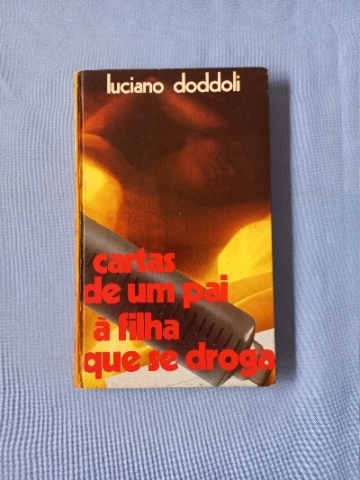 luciano doddoli
cartas
de um pai
à filha
que se droga